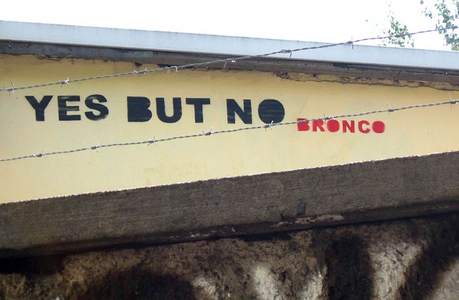 YES BUT NO
BRONCO